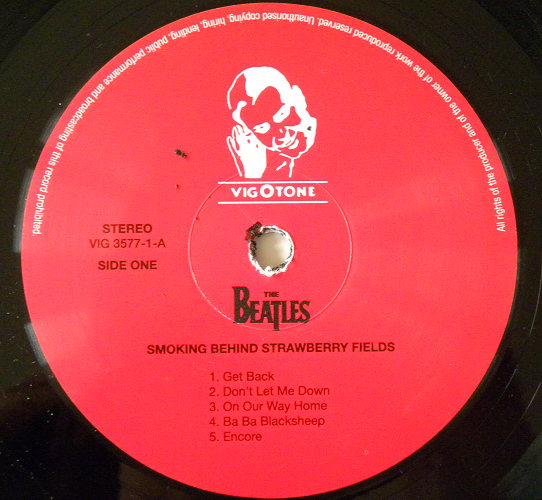 All rights of the producer and of the owner of the work reproduced reserved. Unauthorised copying, hiring, lending, public performance and broadcasting of this record prohibited.
VIGOTONE
STEREO
VIG 3577-1-A
SIDE ONE
THE
BEATLES
SMOKING BEHIND STRAWBERRY FIELDS
1. Get Back
2. Don't Let Me Down
3. On Our Way Home
4. Ba Ba Blacksheep
5. Encore